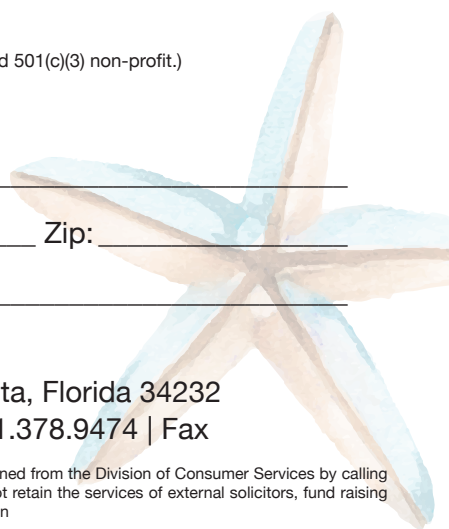 d 501(c)(3) non-profit.)
Zip:
ta, Florida 34232
1.378.9474 | Fax
ned from the Division of Consumer Services by calling
ot retain the services of external solicitors, fund raising
n